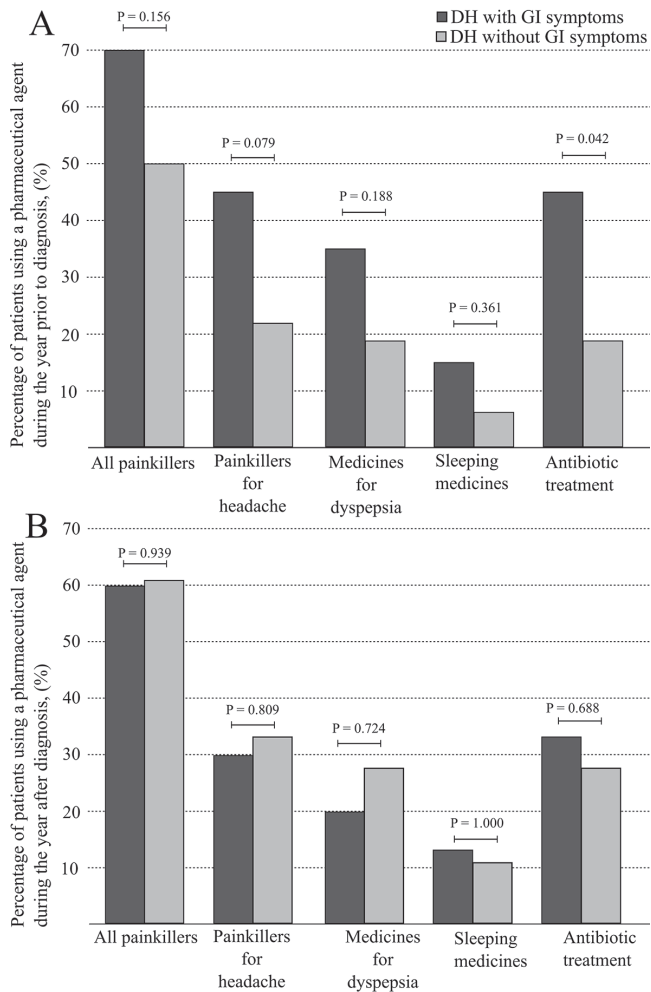 A
DH with GI symptoms
DH without GI symptoms
Percentage of patients using a pharmaceutical agent
during the year prior to diagnosis, (%)
70
60
50
40
30
20
10
P = 0.156
P = 0.079
P = 0.188
P = 0.361
P = 0.042
All painkillers
Painkillers
for
headache
Medicines
for
dyspepsia
Sleeping
medicines
Antibiotic
treatment
B
Percentage of patients using a pharmaceutical agent
during the year after diagnosis, (%)
70
60
50
40
30
20
10
P = 0.939
P = 0.809
P = 0.724
P = 1.000
P = 0.688
All painkillers
Painkillers
for
headache
Medicines
for
dyspepsia
Sleeping
medicines
Antibiotic
treatment